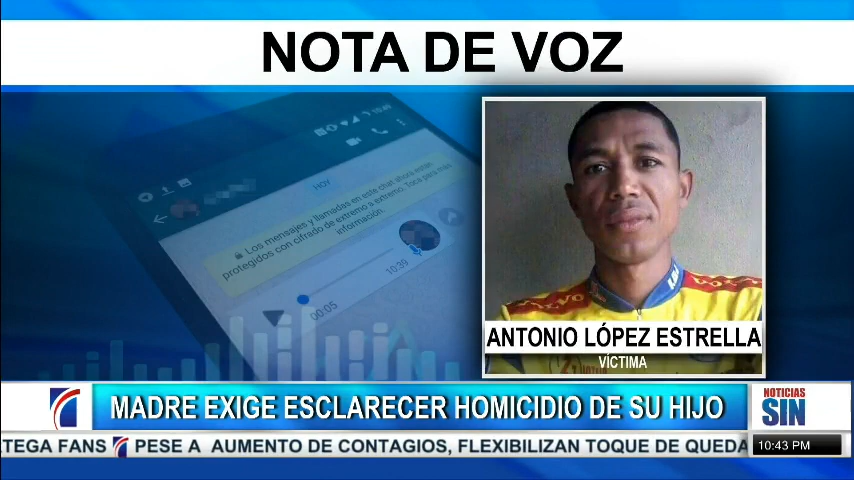 NOTA DE VOZ
10:49
HOY
Los mensajes y llamadas en este chat ahora están
protegidos con cifrado de extremo a extremo. Toca para más
información.
00:05
10:39
ANTONIO LÓPEZ ESTRELLA
VÍCTIMA
MADRE EXIGE ESCLARECER HOMICIDIO DE SU HIJO
NOTICIAS
SIN
TEGA FANS PESE A AUMENTO DE CONTAGIOS, FLEXIBILIZAN TOQUE DE QUEDA
10:43 PM